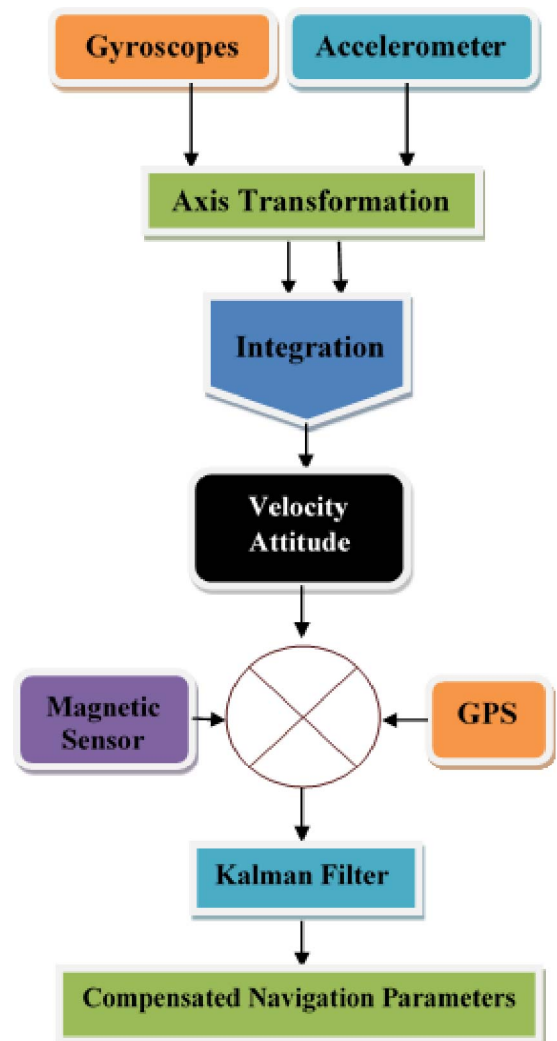 Gyroscopes
Accelerometer
Axis Transformation
Integration
Velocity
Attitude
Magnetic
Sensor
GPS
Kalman Filter
Compensated Navigation Parameters